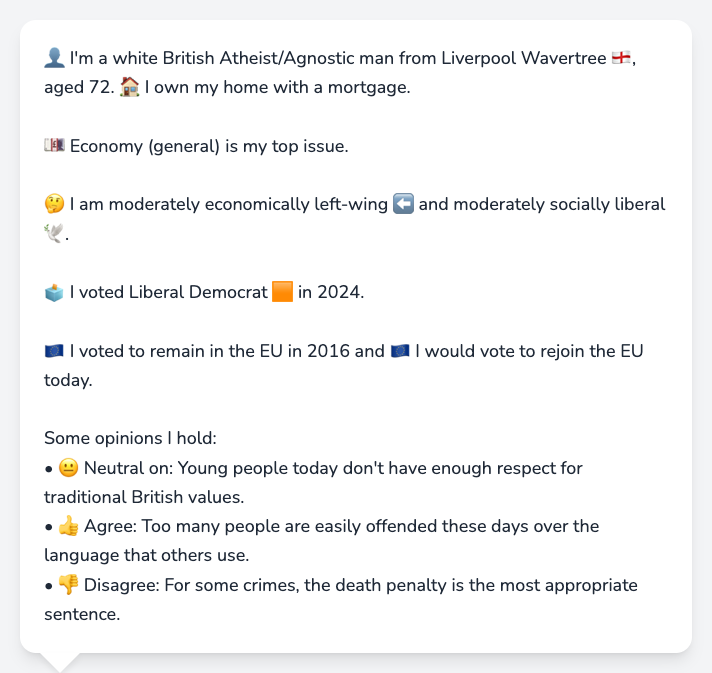 👤 I'm a white British Atheist/Agnostic man from Liverpool Wavertree 🏴󠁧󠁢󠁥󠁮󠁧󠁿,
aged 72. 🏠 I own my home with a mortgage.
💷 Economy (general) is my top issue.
🤔 I am moderately economically left-wing ⬅️ and moderately socially liberal
🕊️.
🗳️ I voted Liberal Democrat 🟧 in 2024.
🇪🇺 I voted to remain in the EU in 2016 and 🇪🇺 I would vote to rejoin the EU
today.
Some opinions I hold:
• 😐 Neutral on: Young people today don't have enough respect for
traditional British values.
• 👍 Agree: Too many people are easily offended these days over the
language that others use.
• 👎 Disagree: For some crimes, the death penalty is the most appropriate
sentence.